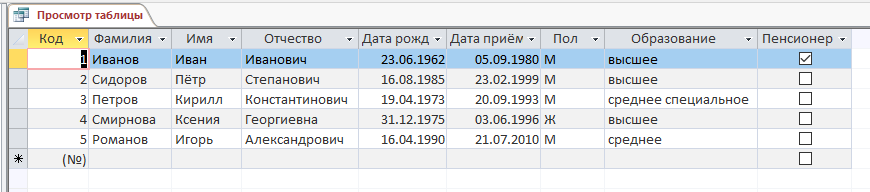 Просмотр таблицы
Код Фамилия Имя Отчество Дата рожд Дата приём Пол Образование Пенсионер
1 Иванов Иван Иванович 23.06.1962 05.09.1980 М высшее
2 Сидоров Пётр Степанович 16.08.1985 23.02.1999 М высшее
3 Петров Кирилл Константинович 19.04.1973 20.09.1993 М среднее специальное
4 Смирнова Ксения Георгиевна 31.12.1975 03.06.1996 Ж высшее
5 Романов Игорь Александрович 16.04.1990 21.07.2010 М среднее
(№)